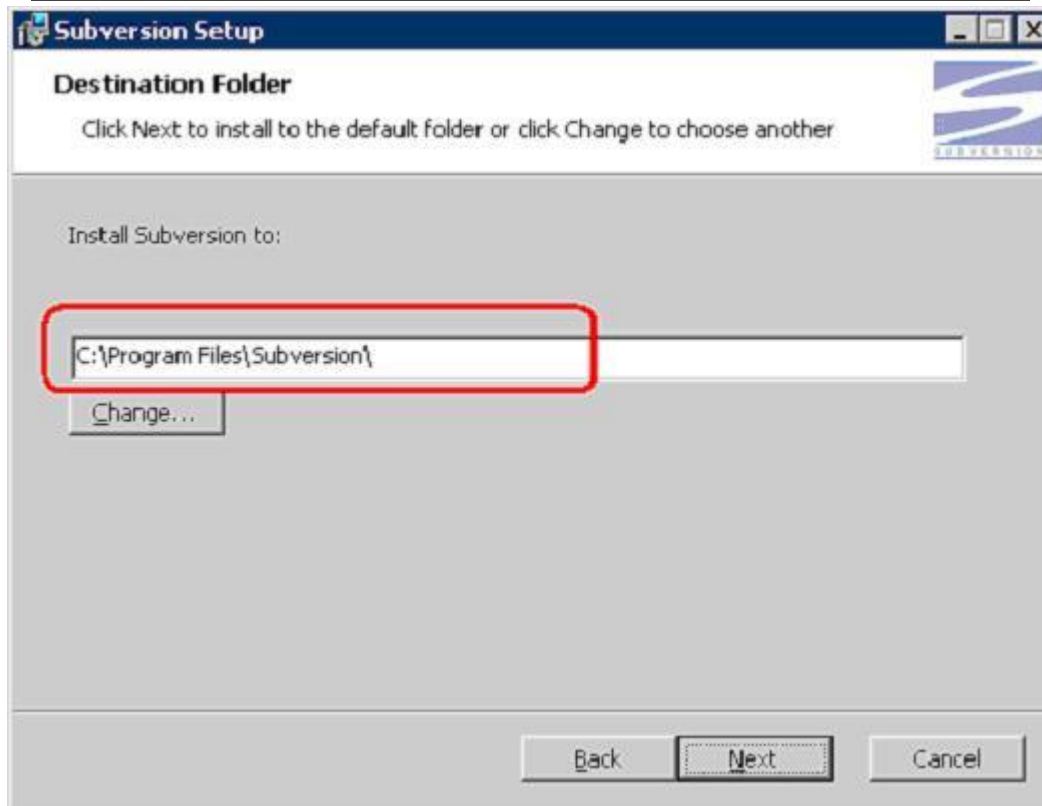 Subversion Setup
Destination Folder
Click Next to install to the default folder or click Change to choose another
SUBVERSION
Install Subversion to:
C:\Program Files\Subversion\
Change...
Back Next Cancel